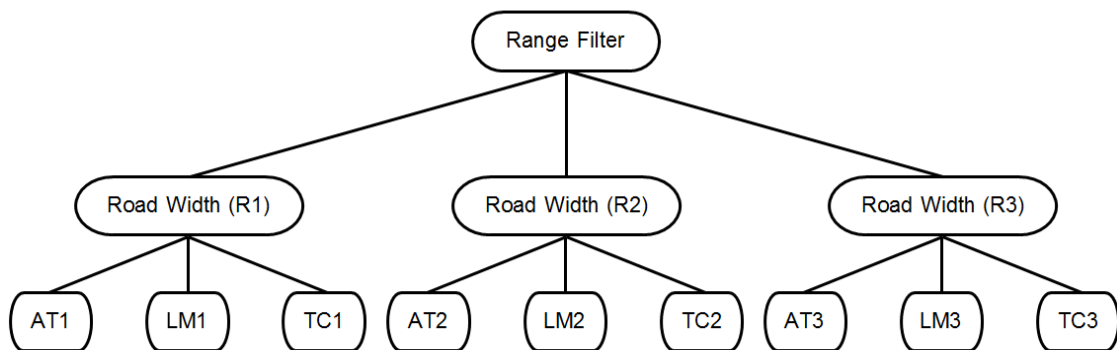 Range Filter
Road Width (R1)
Road Width (R2)
Road Width (R3)
AT1
LM1
TC1
AT2
LM2
TC2
AT3
LM3
TC3